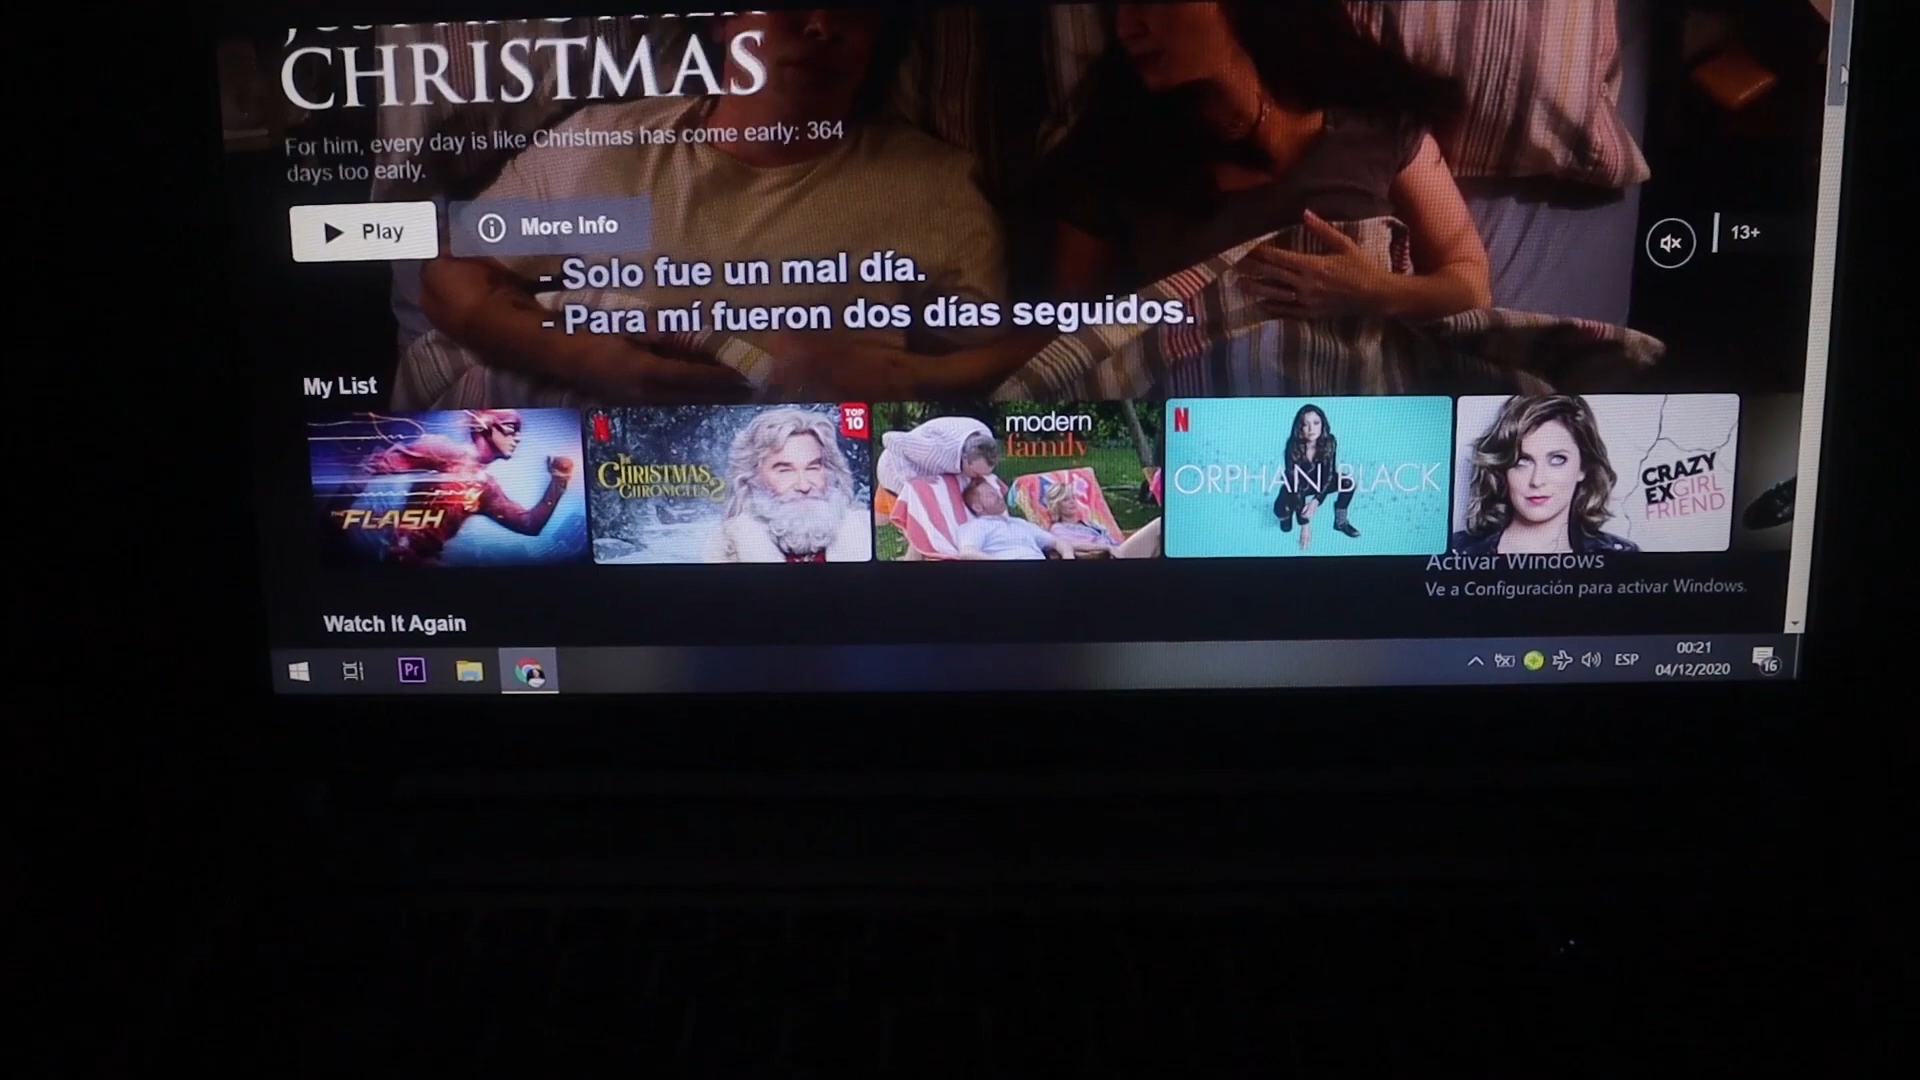 CHRISTMAS
For him, every day is like Christmas has come early: 364
days too early.
Play
More Info
13+
- Solo fue un mal día.
- Para mí fueron dos días seguidos.
My List
THE FLASH
N
THE CHRISTMAS CHRONICLES 2
TOP 10
modern family
N
ORPHAN BLACK
CRAZY
EXGIRL
FRIEND
Activar Windows
Ve a Configuración para activar Windows.
Watch It Again
Pr
ESP
00:21
04/12/2020
16